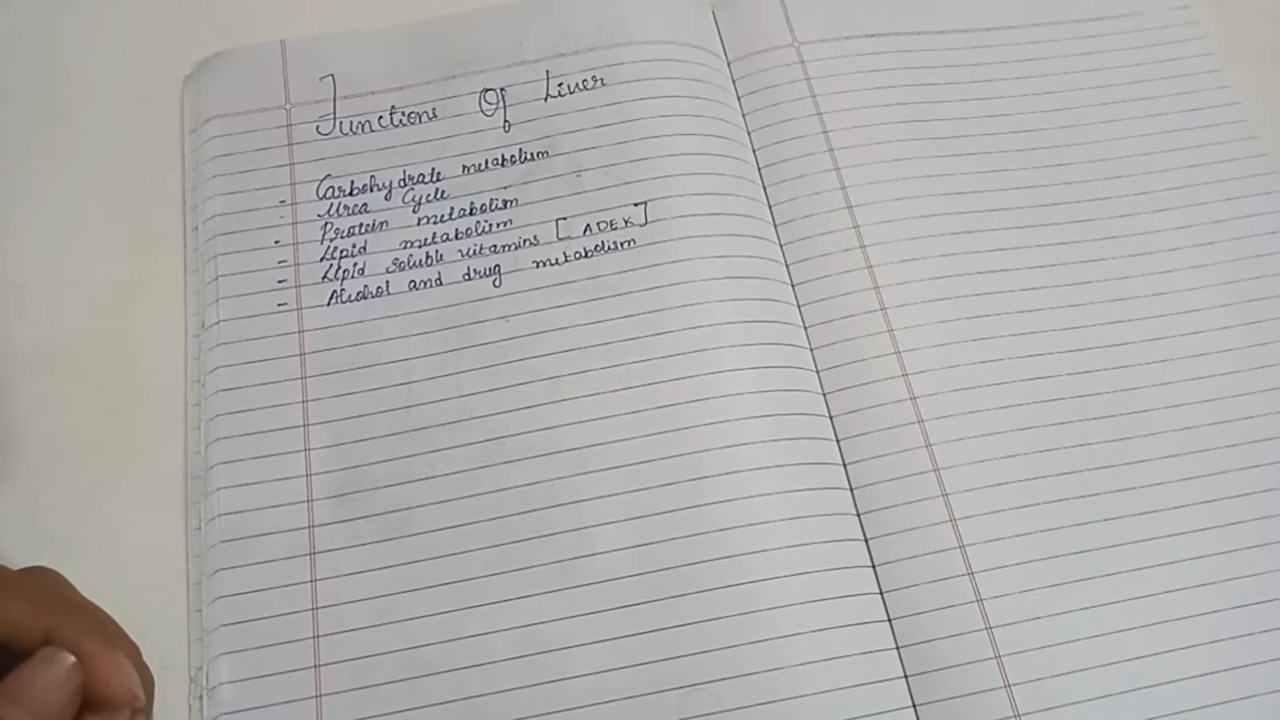 Functions Of Liver
- Carbohydrate metabolism
- Urea Cycle
- Protein metabolism
- Lipid metabolism
- Lipid soluble vitamins [ADEK]
- Alcohol and drug metabolism